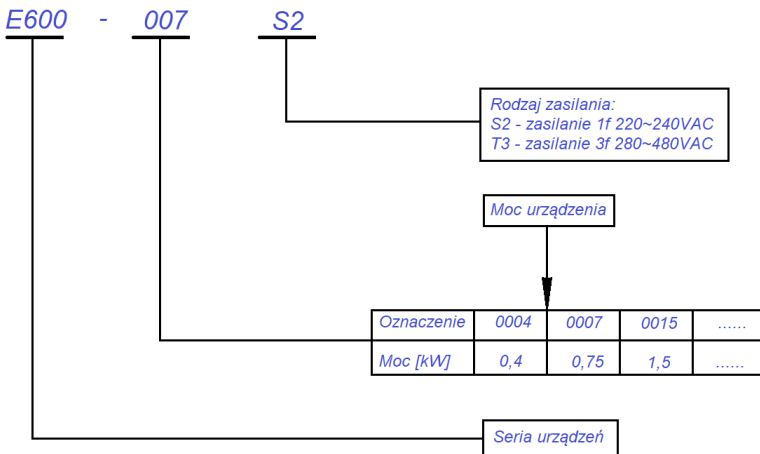 E600 - 007 S2
Rodzaj zasilania:
S2 - zasilanie 1f 220~240VAC
T3 - zasilanie 3f 280~480VAC
Moc urządzenia
Oznaczenie 0004 0007 0015 ......
Moc [kW] 0,4 0,75 1,5 ......
Seria urządzeń